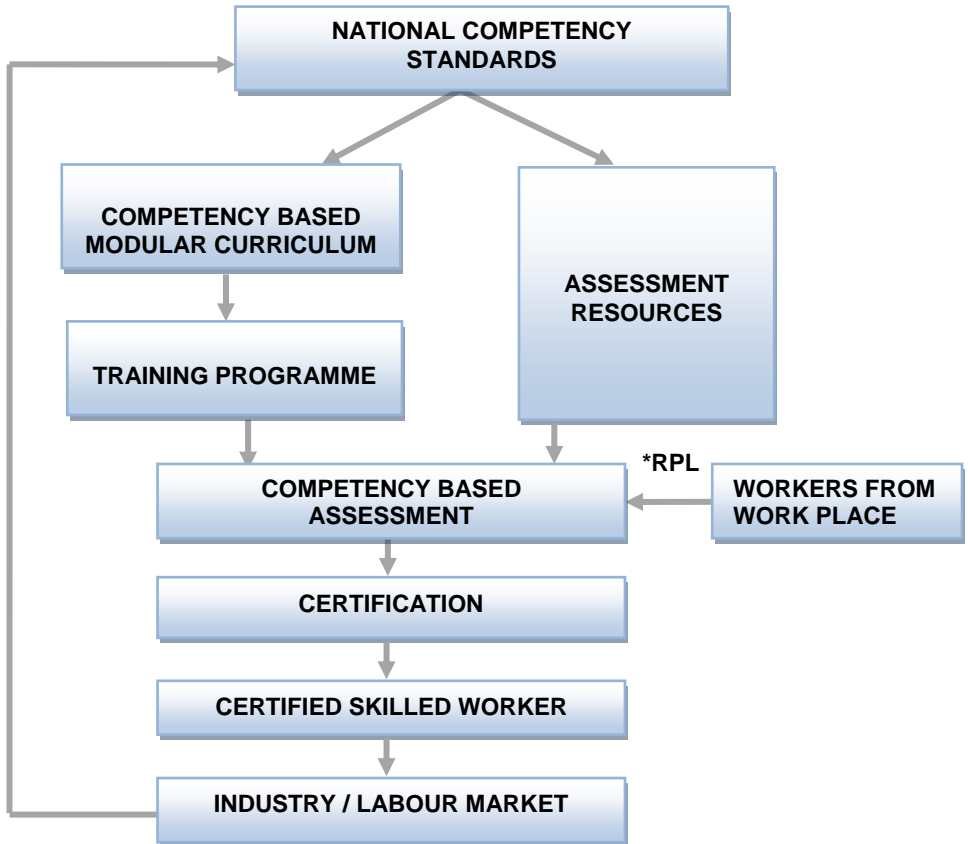 NATIONAL COMPETENCY
STANDARDS
COMPETENCY BASED
MODULAR CURRICULUM
ASSESSMENT
RESOURCES
TRAINING PROGRAMME
*RPL
COMPETENCY BASED
ASSESSMENT
WORKERS FROM
WORK PLACE
CERTIFICATION
CERTIFIED SKILLED WORKER
INDUSTRY / LABOUR MARKET